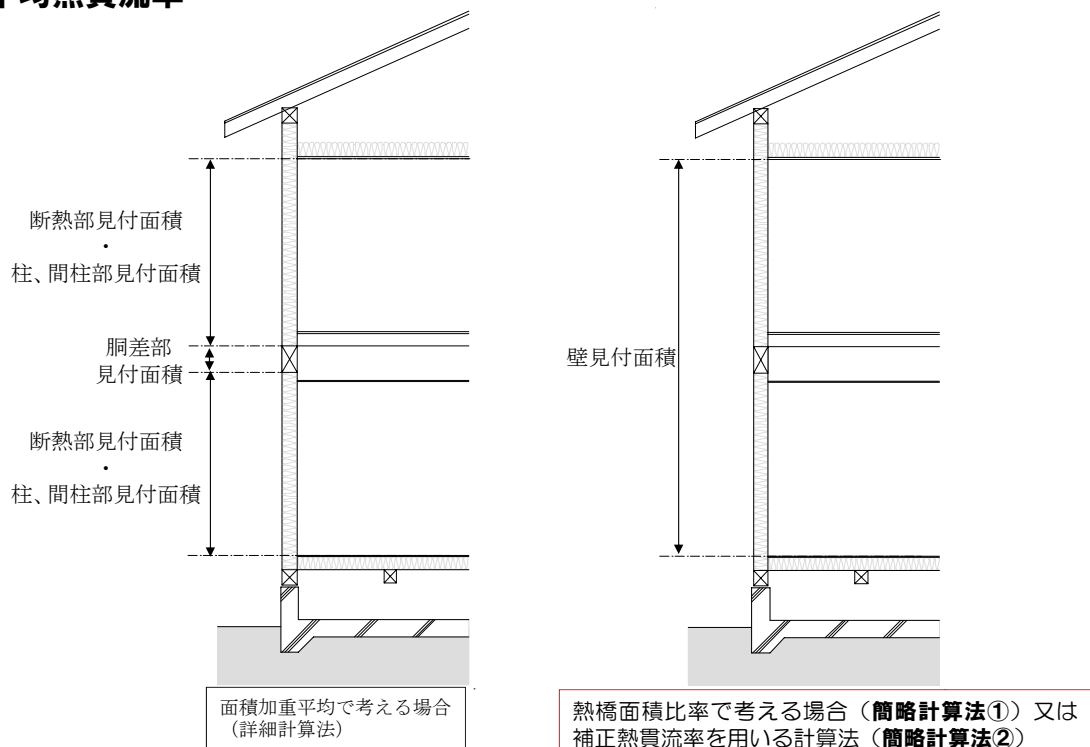 断熱部見付面積
・
柱、間柱部見付面積
胴差部
見付面積
断熱部見付面積
・
柱、間柱部見付面積
面積加重平均で考える場合
（詳細計算法）
壁見付面積
熱橋面積比率で考える場合（簡略計算法①）又は
補正熱貫流率を用いる計算法（簡略計算法②）